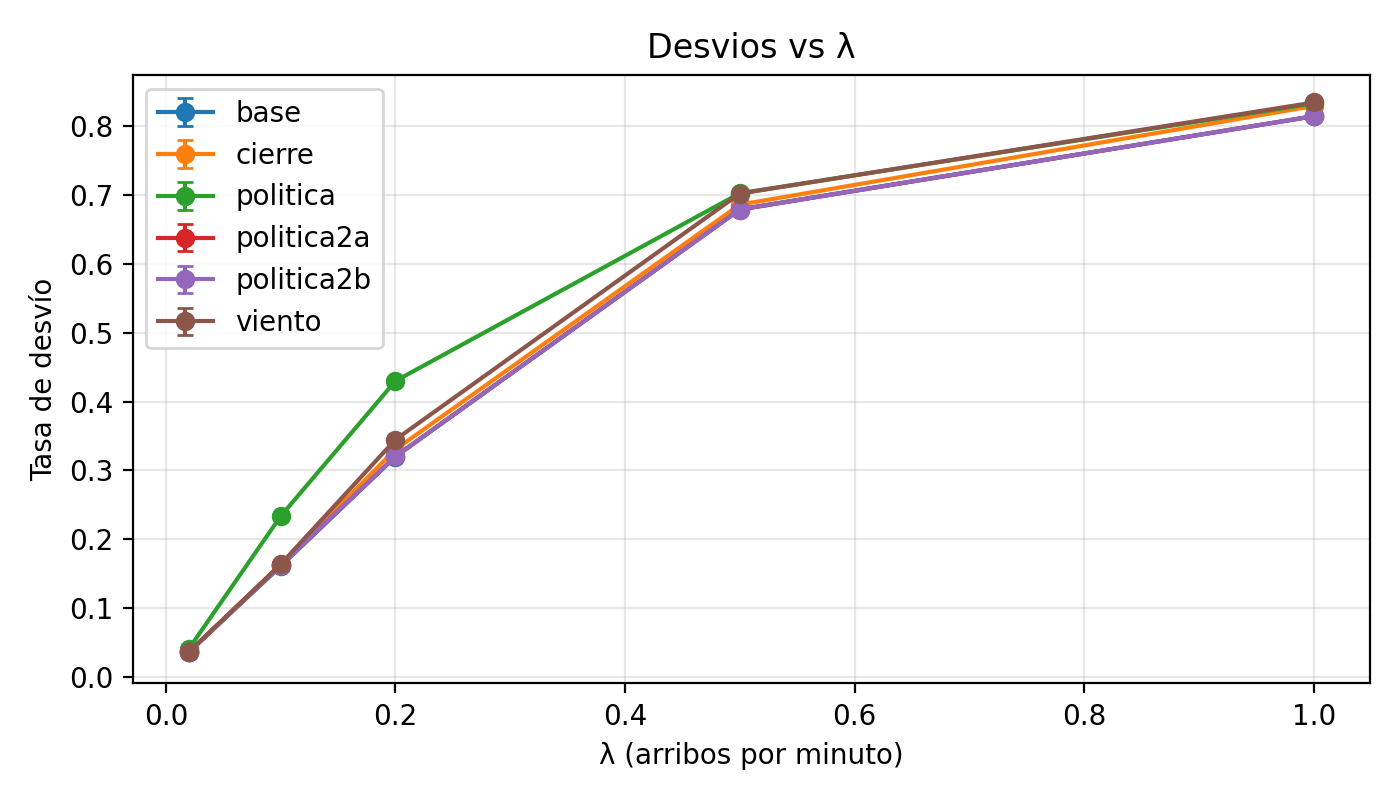 Desvios vs λ
base
cierre
politica
politica2a
politica2b
viento
Tasa de desvío
0.8
0.7
0.6
0.5
0.4
0.3
0.2
0.1
0.0
0.0 0.2 0.4 0.6 0.8 1.0
λ (arribos por minuto)